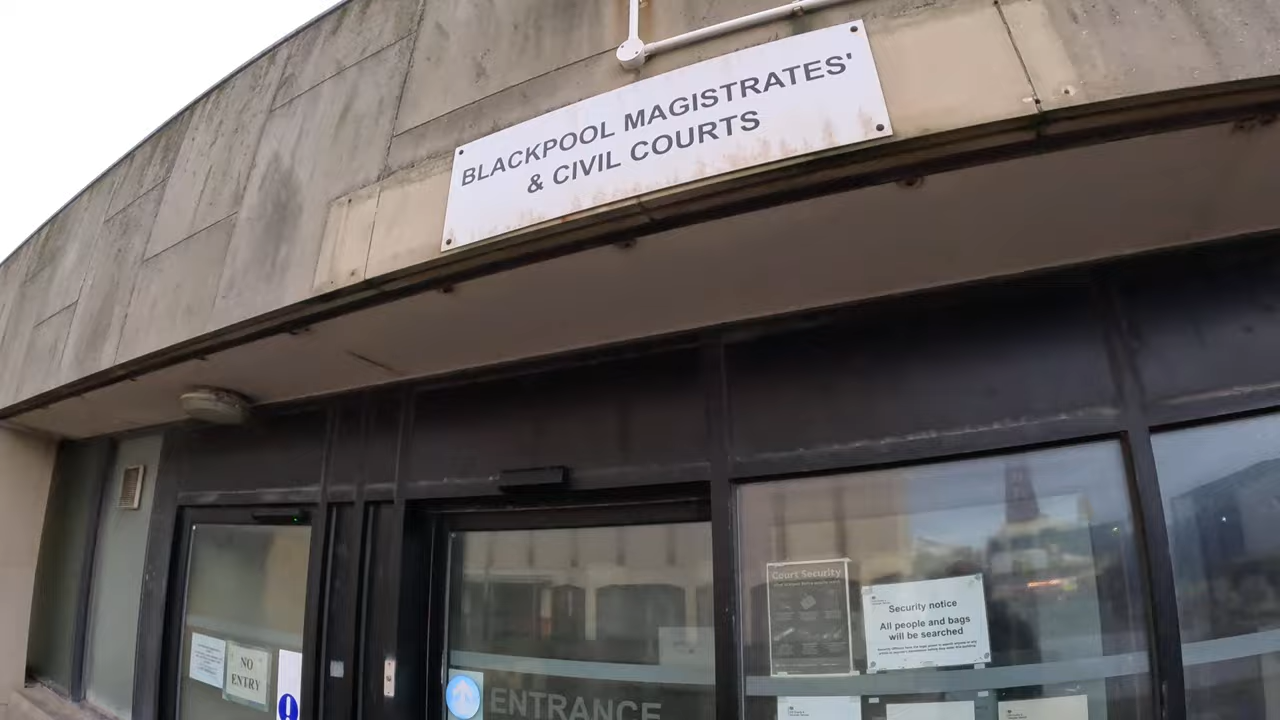 BLACKPOOL MAGISTRATES'
& CIVIL COURTS
NO
ENTRY
ENTRANCE
Court Security
Security notice
All people and bags
will be searched